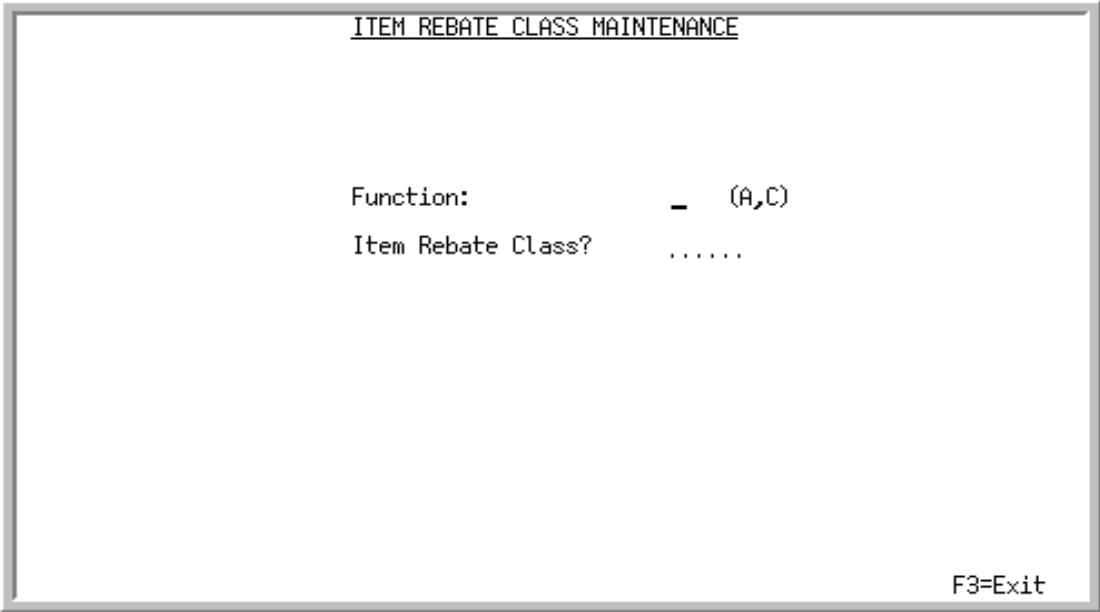 ITEM REBATE CLASS MAINTENANCE
Function: _ (A,C)
Item Rebate Class? ......
F3=Exit